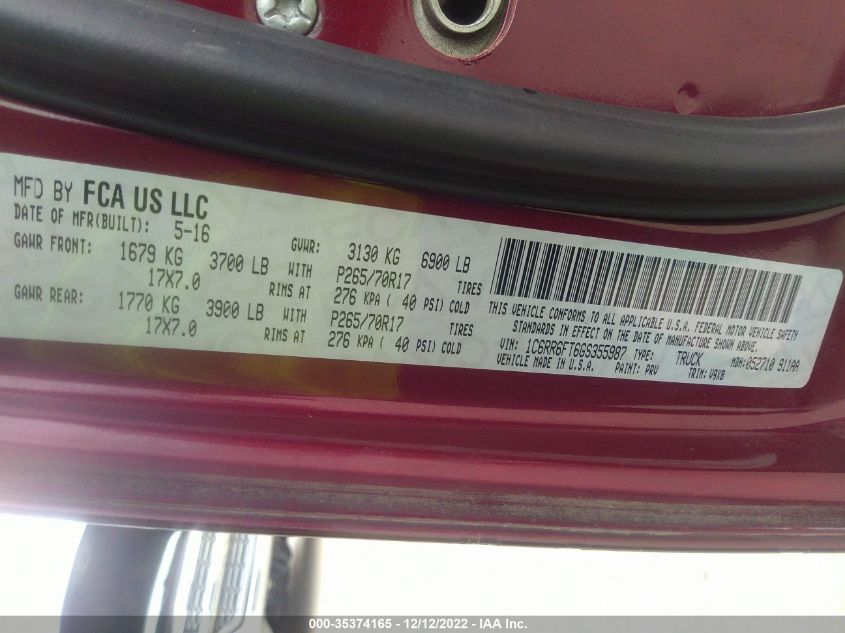 MFD BY FCA US LLC
DATE OF MFR(BUILT): 5-16
GVWR: 3130 KG 6900 LB
GAWR FRONT: 1679 KG 3700 LB WITH P265/70R17 TIRES
17X7.0 RIMS AT 276 KPA ( 40 PSI) COLD
GAWR REAR: 1770 KG 3900 LB WITH P265/70R17 TIRES
17X7.0 RIMS AT 276 KPA ( 40 PSI) COLD
THIS VEHICLE CONFORMS TO ALL APPLICABLE U.S.A. FEDERAL MOTOR VEHICLE SAFETY
STANDARDS IN EFFECT ON THE DATE OF MANUFACTURE SHOWN ABOVE.
VIN: 1C6RR6FT6GS355987 TYPE: TRUCK MDH:052710 911AA
VEHICLE MADE IN U.S.A. PAINT: PRV TRIM: V9X8
000-35374165 - 12/12/2022 - IAA Inc.